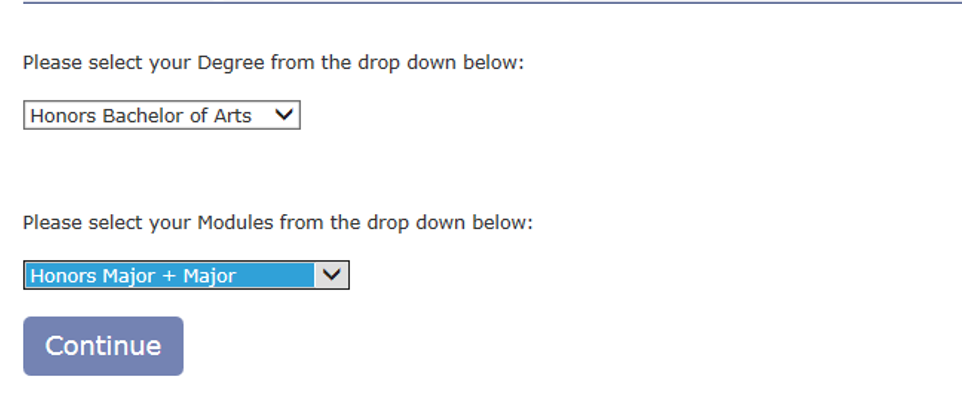 Please select your Degree from the drop down below:
Honors Bachelor of Arts
Please select your Modules from the drop down below:
Honors Major + Major
Continue